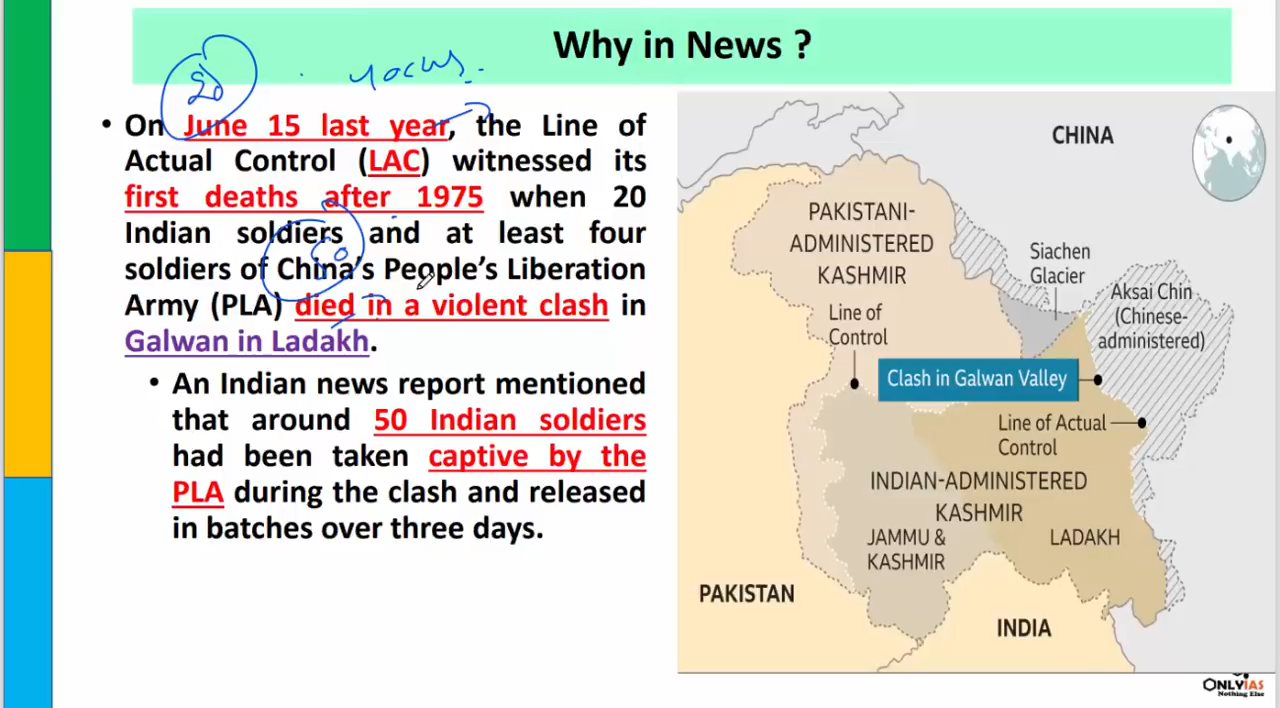 Why in News ?
20
focus
• On June 15 last year, the Line of
Actual Control (LAC) witnessed its
first deaths after 1975 when 20
Indian soldiers and at least four
soldiers of China's People's Liberation
Army (PLA) died in a violent clash in
Galwan in Ladakh.
50
• An Indian news report mentioned
that around 50 Indian soldiers
had been taken captive by the
PLA during the clash and released
in batches over three days.
CHINA
PAKISTANI-
ADMINISTERED
KASHMIR
Siachen
Glacier
Aksai Chin
(Chinese-
administered)
Line of
Control
Clash in Galwan Valley
Line of Actual
Control
INDIAN-ADMINISTERED
KASHMIR
JAMMU &
KASHMIR
LADAKH
PAKISTAN
INDIA
ONLYIAS
Nothing Else